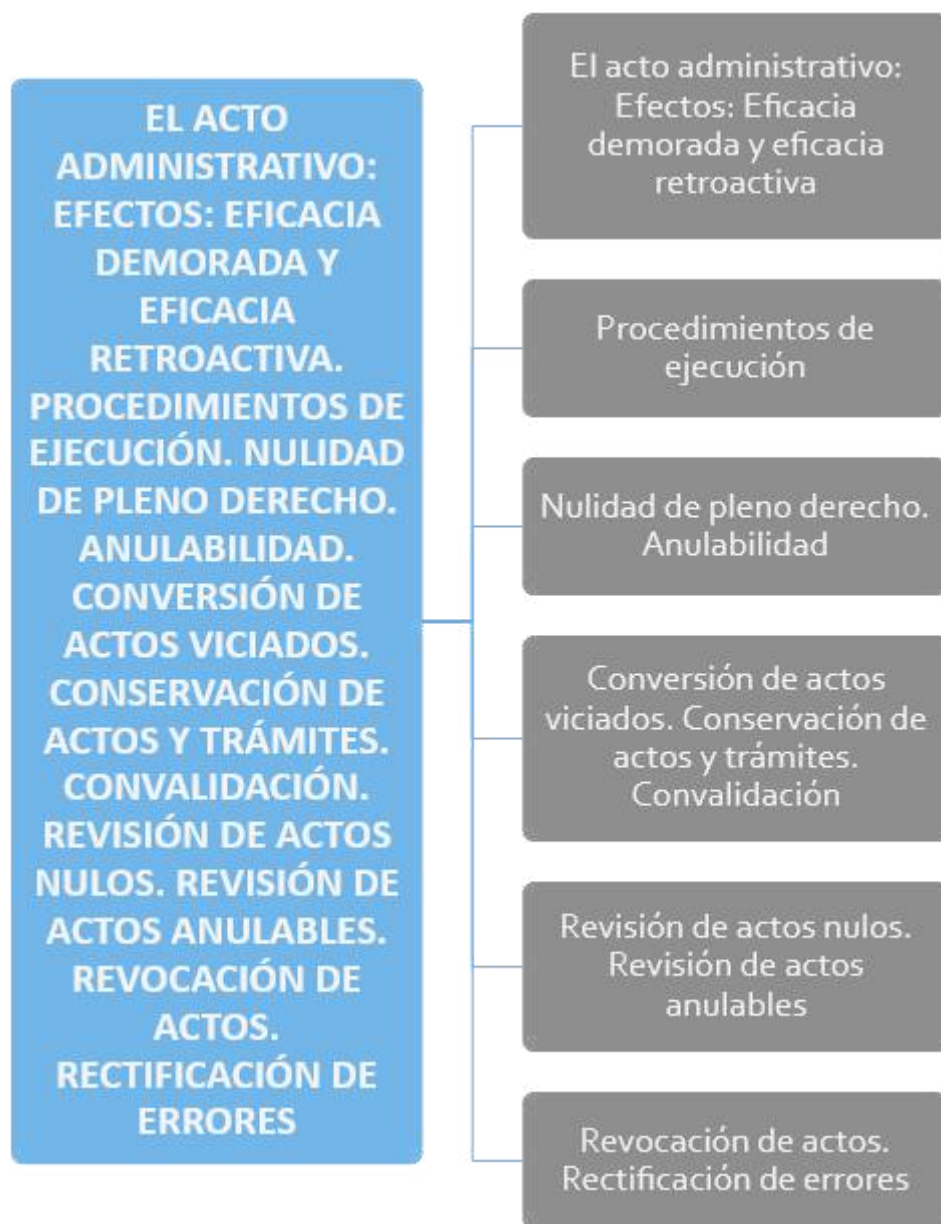 EL ACTO
ADMINISTRATIVO:
EFECTOS: EFICACIA
DEMORADA Y
EFICACIA
RETROACTIVA.
PROCEDIMIENTOS DE
EJECUCIÓN. NULIDAD
DE PLENO DERECHO.
ANULABILIDAD.
CONVERSIÓN DE
ACTOS VICIADOS.
CONSERVACIÓN DE
ACTOS Y TRÁMITES.
CONVALIDACIÓN.
REVISIÓN DE ACTOS
NULOS. REVISIÓN DE
ACTOS ANULABLES.
REVOCACIÓN DE
ACTOS.
RECTIFICACIÓN DE
ERRORES
El acto administrativo:
Efectos: Eficacia
demorada y eficacia
retroactiva
Procedimientos de
ejecución
Nulidad de pleno derecho.
Anulabilidad
Conversión de actos
viciados. Conservación de
actos y trámites.
Convalidación
Revisión de actos nulos.
Revisión de actos
anulables
Revocación de actos.
Rectificación de errores